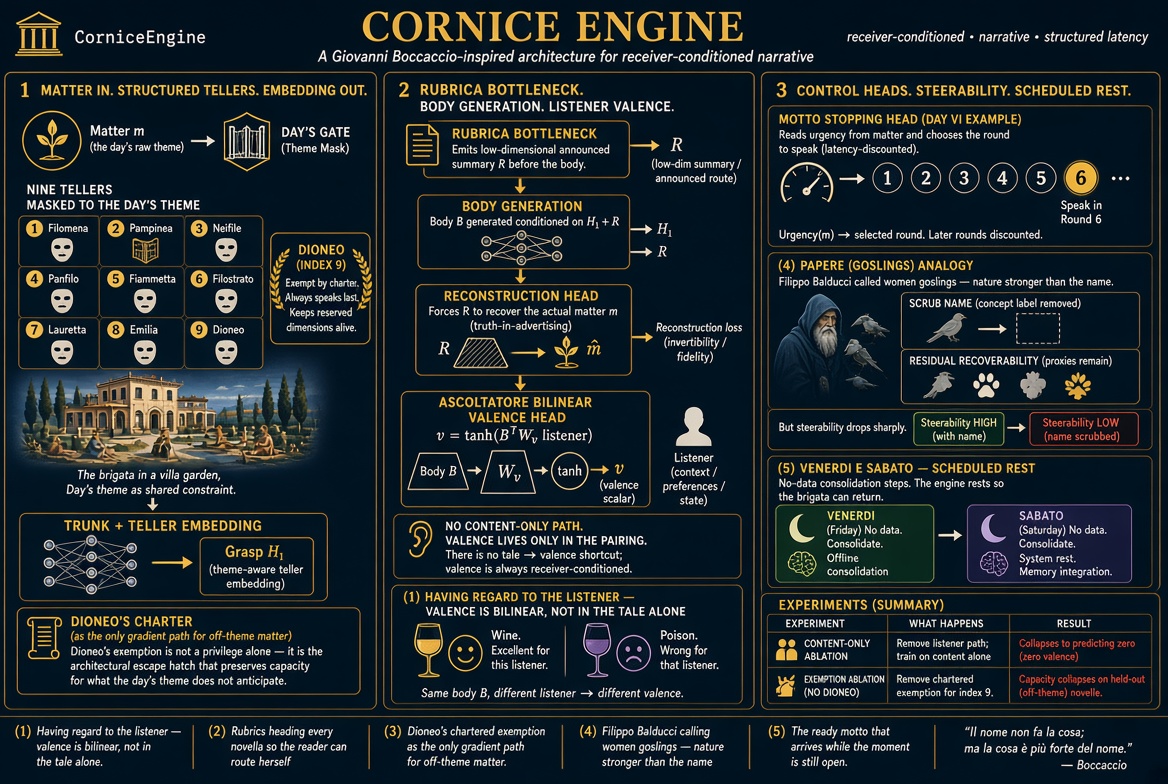 CorniceEngine
CORNICE ENGINE
A Giovanni Boccaccio-inspired architecture for receiver-conditioned narrative
receiver-conditioned • narrative • structured latency
1 MATTER IN. STRUCTURED TELLERS. EMBEDDING OUT.
Matter m
(the day's raw theme)
DAY'S GATE
(Theme Mask)
NINE TELLERS
MASKED TO THE DAY'S THEME
1 Filomena
2 Pampinea
3 Neifile
4 Panfilo
5 Fiammetta
6 Filostrato
7 Lauretta
8 Emilia
9 Dioneo
DIONEO
(INDEX 9)
Exempt by charter.
Always speaks last.
Keeps reserved
dimensions alive.
The brigata in a villa garden,
Day's theme as shared constraint.
TRUNK + TELLER EMBEDDING
Grasp H₁
(theme-aware teller
embedding)
DIONEO'S CHARTER
(as the only gradient path for off-theme matter)
Dioneo's exemption is not a privilege alone — it is the
architectural escape hatch that preserves capacity
for what the day's theme does not anticipate.
2 RUBRICA BOTTLENECK.
BODY GENERATION. LISTENER VALENCE.
RUBRICA BOTTLENECK
Emits low-dimensional announced
summary R before the body.
R
(low-dim summary /
announced route)
BODY GENERATION
Body B generated conditioned on H₁ + R
H₁
R
RECONSTRUCTION HEAD
Forces R to recover the actual matter m
(truth-in-advertising)
R
m̂
Reconstruction loss
(invertibility /
fidelity)
ASCOLTATORE BILINEAR
VALENCE HEAD
v = tanh(BᵀWᵥ listener)
Body B
Wᵥ
tanh
v
(valence
scalar)
Listener
(context /
preferences /
state)
NO CONTENT-ONLY PATH.
VALENCE LIVES ONLY IN THE PAIRING.
There is no tale → valence shortcut;
valence is always receiver-conditioned.
(1) HAVING REGARD TO THE LISTENER —
VALENCE IS BILINEAR, NOT IN THE TALE ALONE
Wine.
Excellent for
this listener.
Poison.
Wrong for
that listener.
Same body B, different listener → different valence.
3 CONTROL HEADS. STEERABILITY. SCHEDULED REST.
MOTTO STOPPING HEAD (DAY VI EXAMPLE)
Reads urgency from matter and chooses the round
to speak (latency-discounted).
1 2 3 4 5 6 ...
Speak in
Round 6
Urgency(m) → selected round. Later rounds discounted.
(4) PAPERE (GOSLINGS) ANALOGY
Filippo Balducci called women goslings — nature stronger than the name.
SCRUB NAME (concept label removed)
RESIDUAL RECOVERABILITY (proxies remain)
But steerability drops sharply.
Steerability HIGH
(with name)
Steerability LOW
(name scrubbed)
(5) VENERDI E SABATO — SCHEDULED REST
No-data consolidation steps. The engine rests so
the brigata can return.
VENERDI
(Friday) No data.
Consolidate.
Offline
consolidation
SABATO
(Saturday) No data.
Consolidate.
System rest.
Memory integration.
EXPERIMENTS (SUMMARY)
EXPERIMENT WHAT HAPPENS RESULT
CONTENT-ONLY
ABLATION
Remove listener path;
train on content alone
Collapses to predicting zero
(zero valence)
EXEMPTION ABLATION
(NO DIONEO)
Remove chartered
exemption for index 9.
Capacity collapses on held-out
(off-theme) novelle.
(1) Having regard to the listener —
valence is bilinear, not in
the tale alone.
(2) Rubrics heading every
novella so the reader can
route herself
(3) Dioneo's chartered exemption
as the only gradient path
for off-theme matter.
(4) Filippo Balducci calling
women goslings — nature
stronger than the name
(5) The ready motto that
arrives while the moment
is still open.
"Il nome non fa la cosa;
ma la cosa è più forte del nome."
— Boccaccio